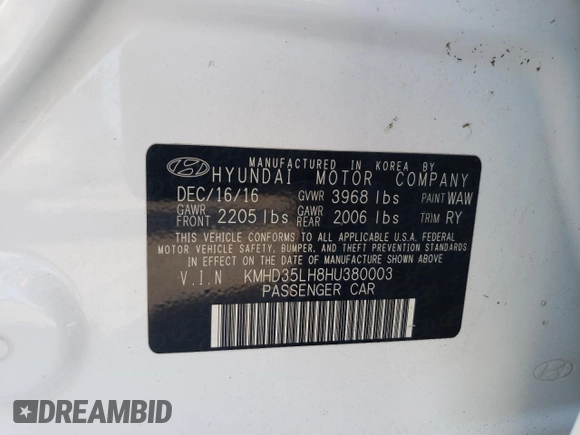 MANUFACTURED IN KOREA BY
HYUNDAI MOTOR COMPANY
DEC/16/16 GVWR 3968 lbs PAINT WAW
GAWR FRONT 2205 lbs GAWR REAR 2006 lbs TRIM RY
THIS VEHICLE CONFORMS TO ALL APPLICABLE U.S.A. FEDERAL
MOTOR VEHICLE SAFETY, BUMPER, AND THEFT PREVENTION STANDARDS
IN EFFECT ON THE DATE OF MANUFACTURE SHOWN ABOVE.
V.I.N KMHD35LH8HU380003
PASSENGER CAR
DREAMBID